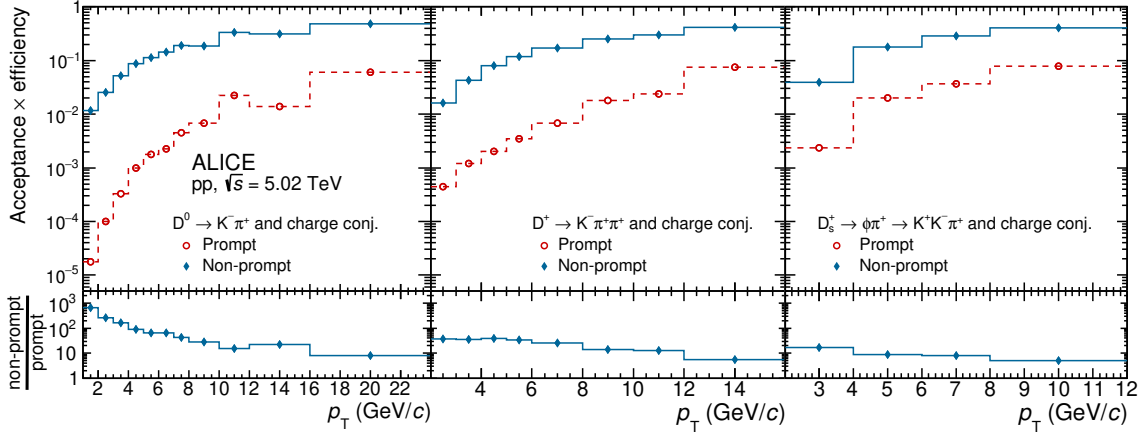 Acceptance × efficiency
1
10⁻¹
10⁻²
10⁻³
10⁻⁴
10⁻⁵
ALICE
pp, √s = 5.02 TeV
D⁰ → K⁻π⁺ and charge conj.
Prompt
Non-prompt
D⁺ → K⁻π⁺π⁺ and charge conj.
Prompt
Non-prompt
D_s⁺ → ϕπ⁺ → K⁺K⁻π⁺ and charge conj.
Prompt
Non-prompt
non-prompt
prompt
10³
10²
10
1
2 4 6 8 10 12 14 16 18 20 22
4 6 8 10 12 14
3 4 5 6 7 8 9 10 11 12
p_T (GeV/c)
p_T (GeV/c)
p_T (GeV/c)